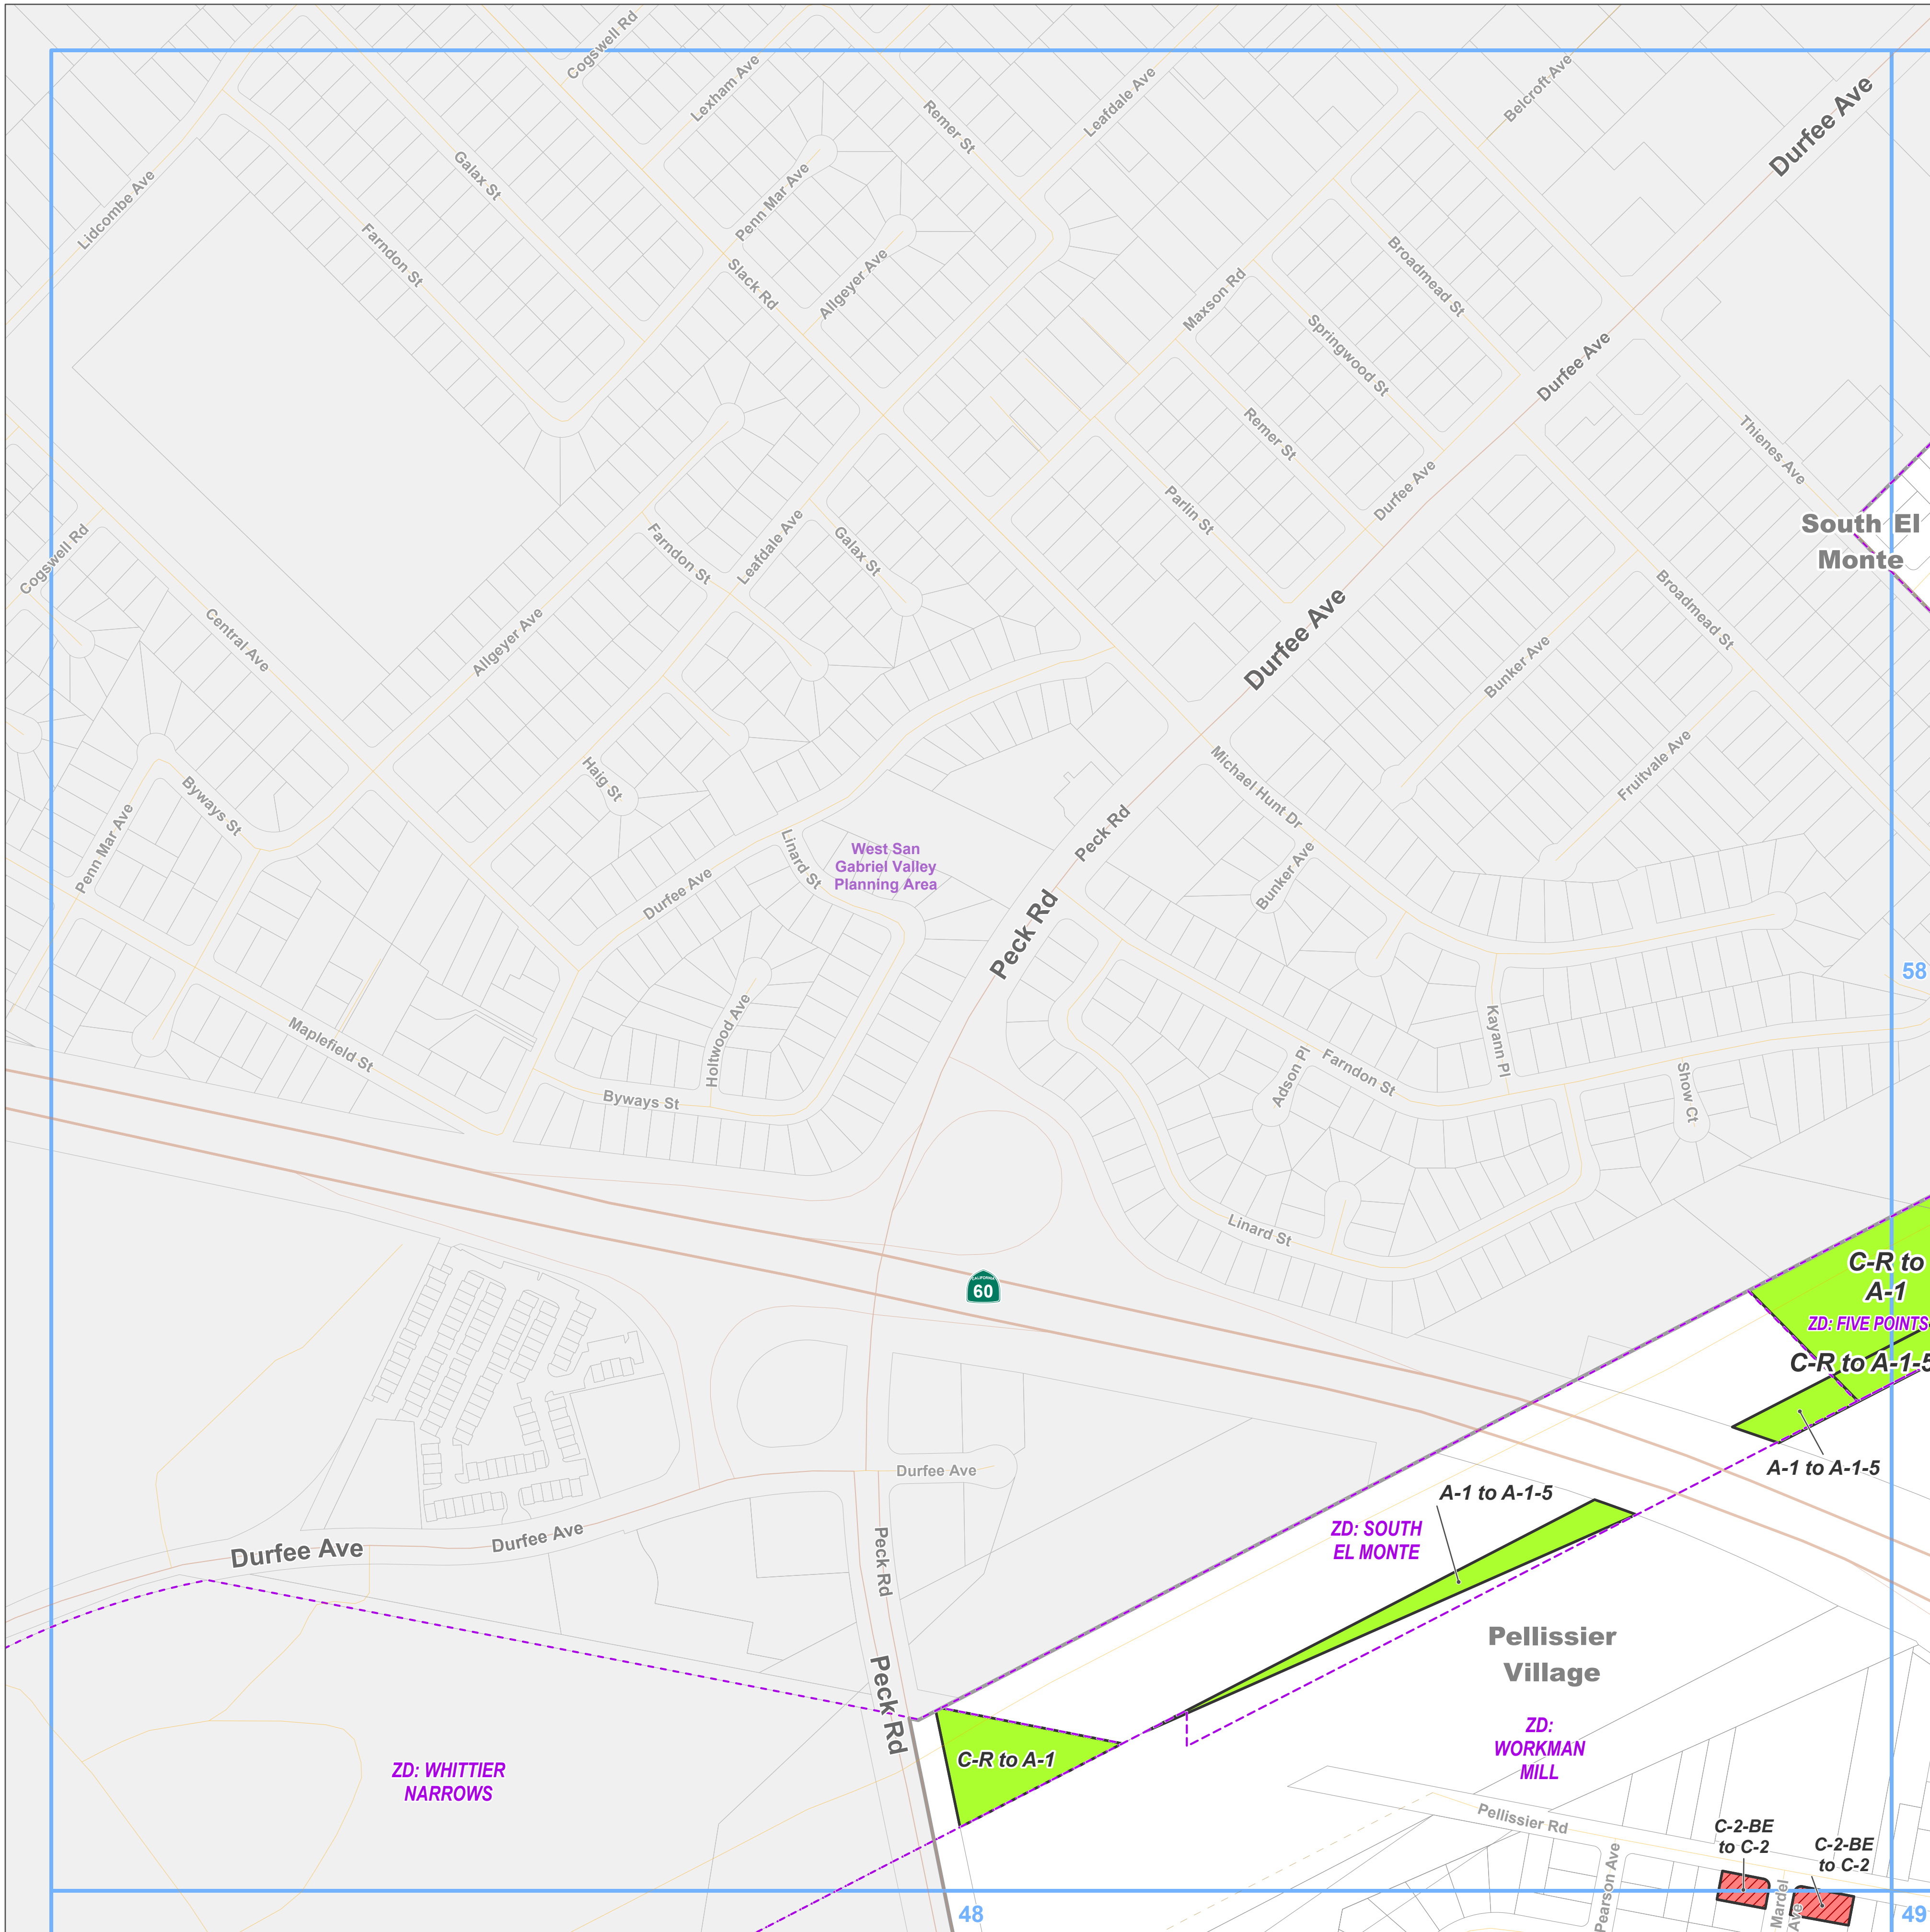 Cogswell Rd
Lexham Ave
Remer St
Leafdale Ave
Belcroft Ave
Durfee Ave
Lidcombe Ave
Galax St
Farndon St
Penn Mar Ave
Slack Rd
Allgeyer Ave
Maxson Rd
Broadmead St
Springwood St
Durfee Ave
Remer St
Thienes Ave
Durfee Ave
Parlin St
South El
Monte
Cogswell Rd
Central Ave
Allgeyer Ave
Farndon St
Leafdale Ave
Galax St
Durfee Ave
Bunker Ave
Broadmead St
Fruitvale Ave
Michael Hunt Dr
Haig St
Byways St
Penn Mar Ave
Linard St
West San
Gabriel Valley
Planning Area
Durfee Ave
Peck Rd
Bunker Ave
Peck Rd
58
Maplefield St
Holtwood Ave
Byways St
Adson Pl
Farndon St
Kayann Pl
Show Ct
Linard St
CALIFORNIA
60
C-R to
A-1
ZD: FIVE POINTS
C-R to A-1-5
A-1 to A-1-5
Durfee Ave
A-1 to A-1-5
ZD: SOUTH
EL MONTE
Durfee Ave
Durfee Ave
Peck Rd
Pellissier
Village
Peck Rd
C-R to A-1
ZD: WHITTIER
NARROWS
ZD:
WORKMAN
MILL
Pellissier Rd
C-2-BE
to C-2
C-2-BE
to C-2
Pearson Ave
Mardel
Ave
48
49